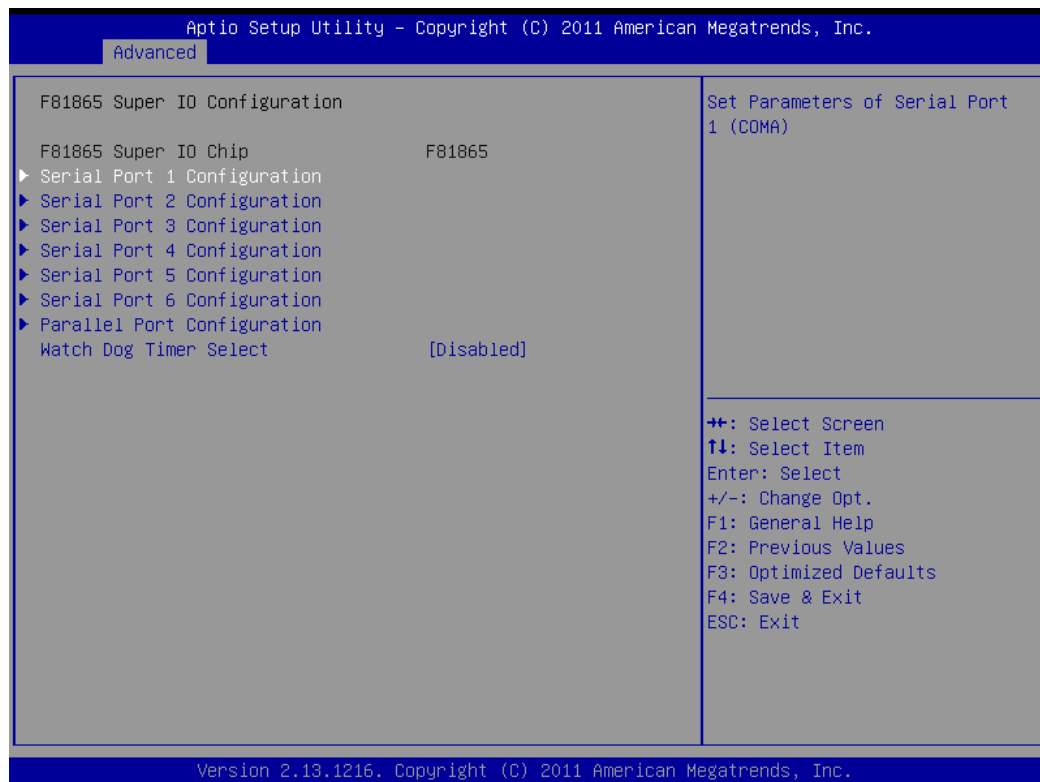 Aptio Setup Utility – Copyright (C) 2011 American Megatrends, Inc.
Advanced
F81865 Super IO Configuration
F81865 Super IO Chip F81865
▶ Serial Port 1 Configuration
▶ Serial Port 2 Configuration
▶ Serial Port 3 Configuration
▶ Serial Port 4 Configuration
▶ Serial Port 5 Configuration
▶ Serial Port 6 Configuration
▶ Parallel Port Configuration
Watch Dog Timer Select [Disabled]
Set Parameters of Serial Port
1 (COMA)
→←: Select Screen
↑↓: Select Item
Enter: Select
+/-: Change Opt.
F1: General Help
F2: Previous Values
F3: Optimized Defaults
F4: Save & Exit
ESC: Exit
Version 2.13.1216. Copyright (C) 2011 American Megatrends, Inc.